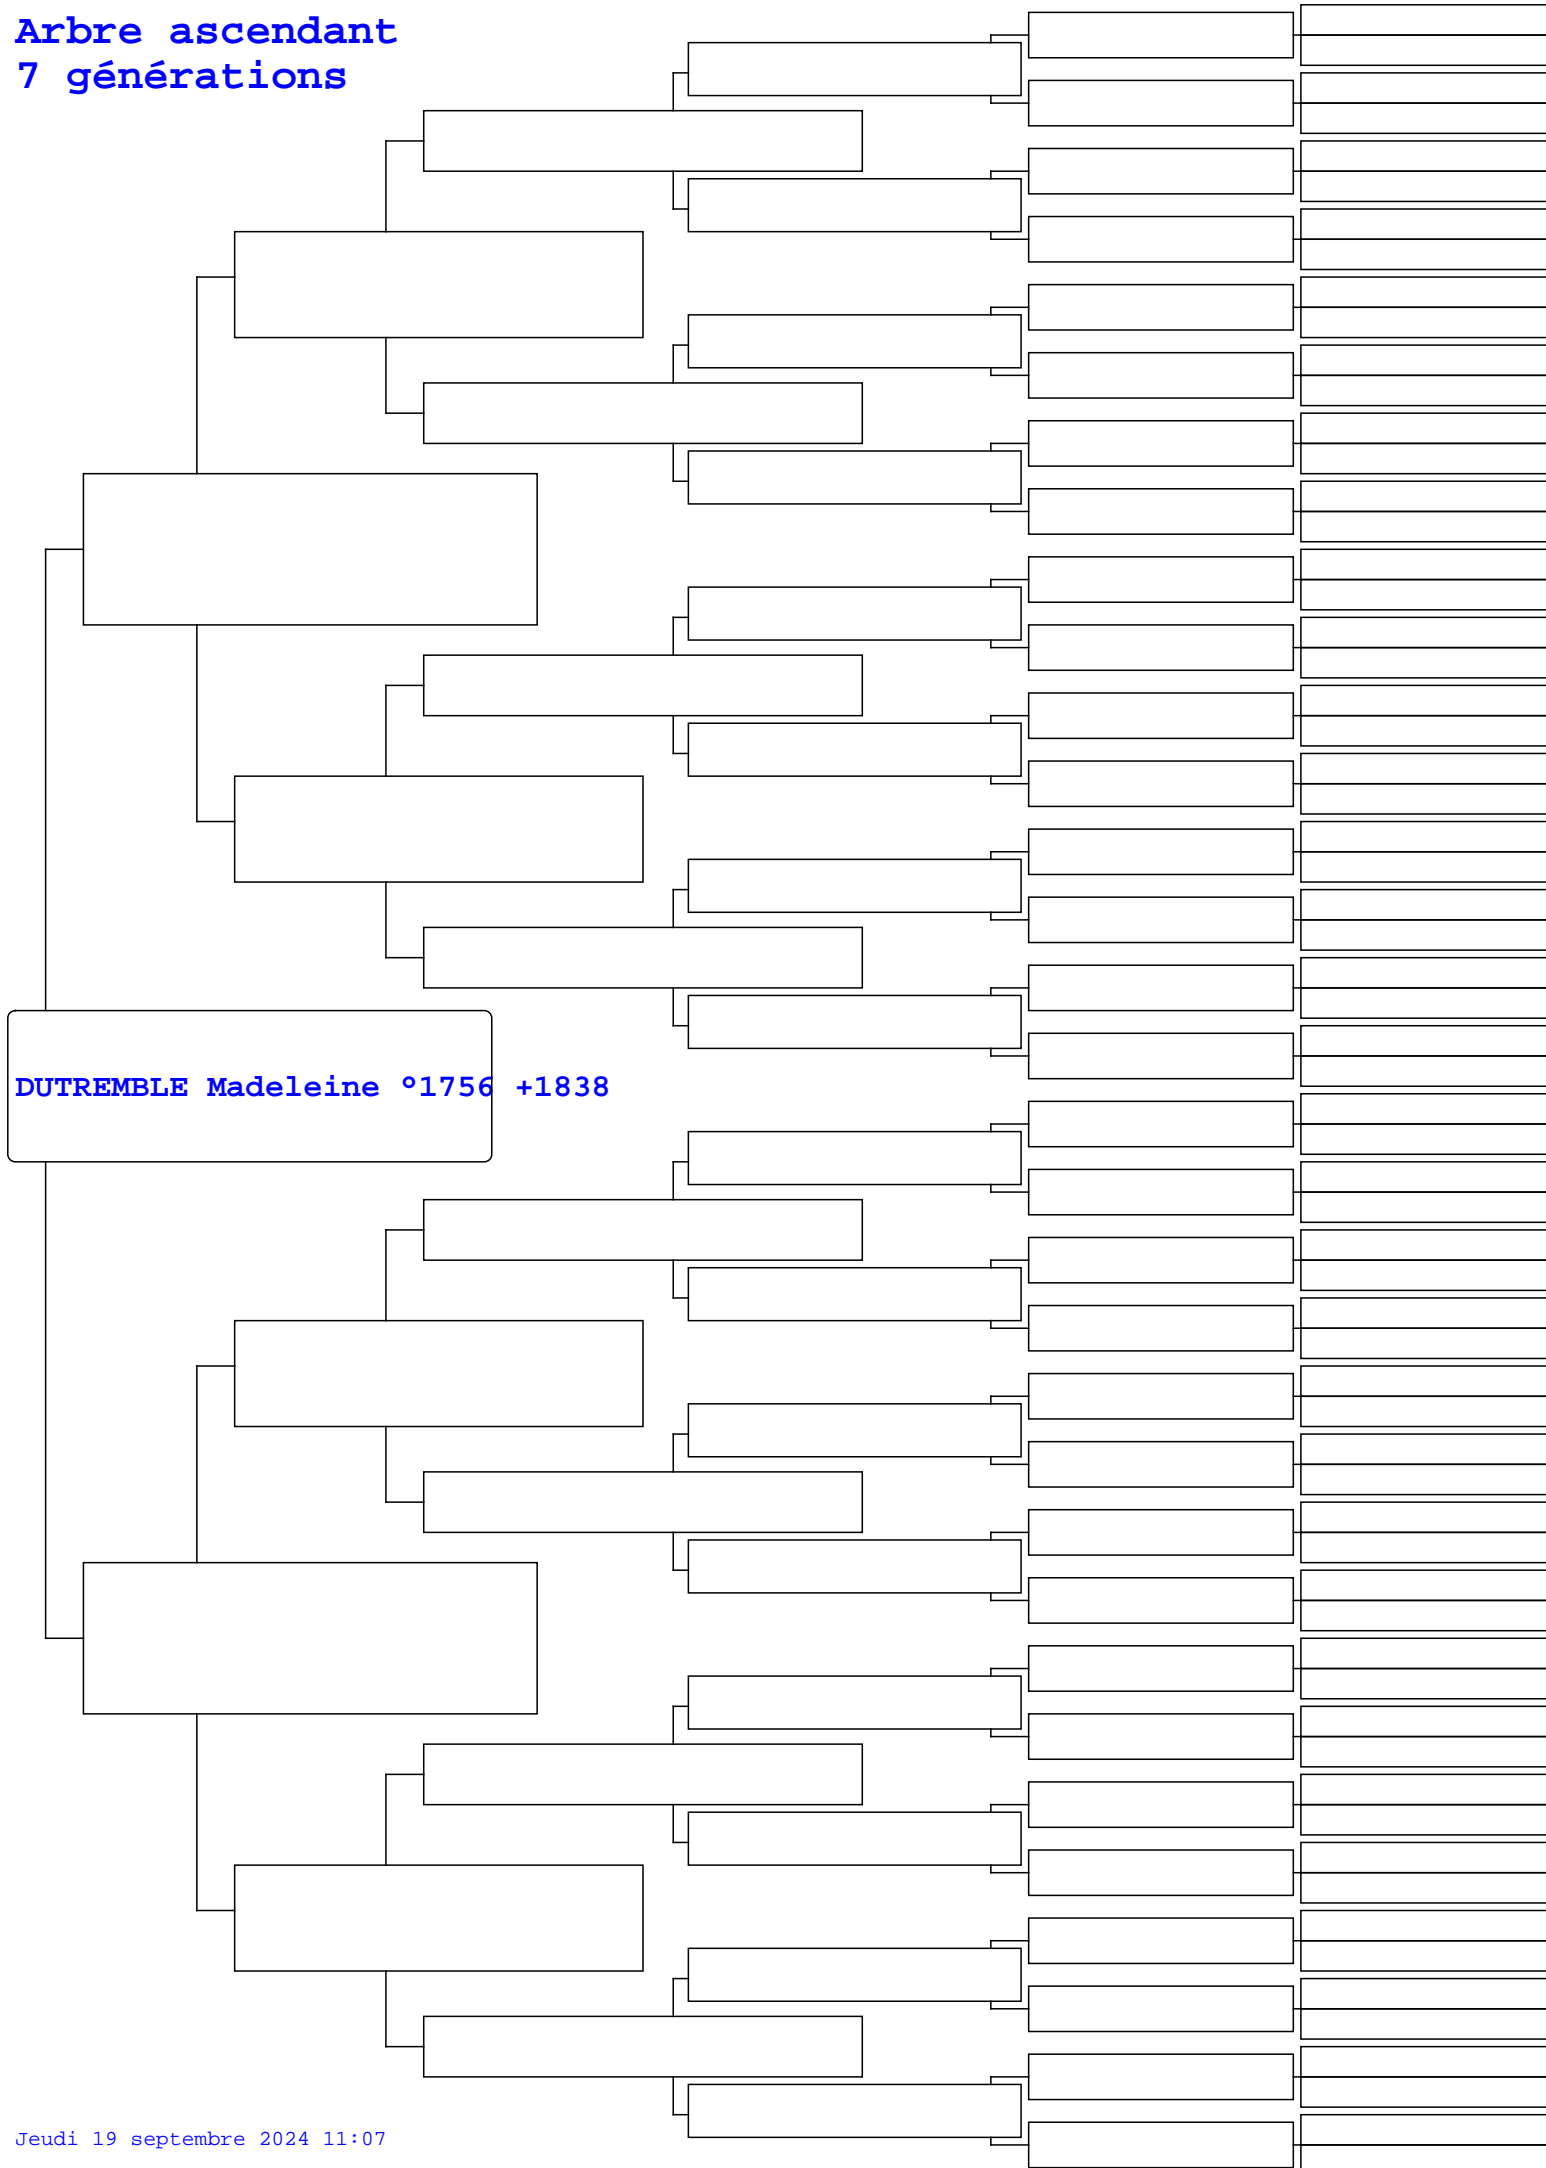 Arbre ascendant
7 générations
DUTREMBLE Madeleine °1756 +1838
Jeudi 19 septembre 2024 11:07